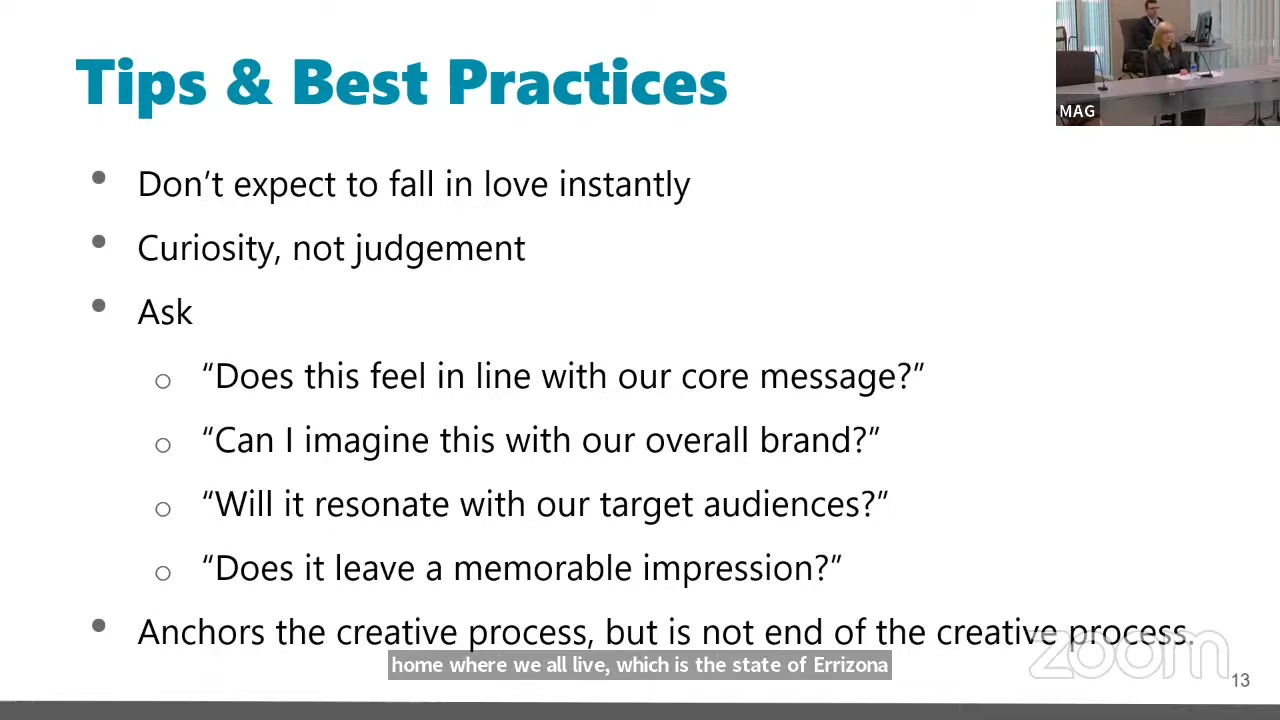 Tips & Best Practices
MAG
• Don’t expect to fall in love instantly
• Curiosity, not judgement
• Ask
o “Does this feel in line with our core message?”
o “Can I imagine this with our overall brand?”
o “Will it resonate with our target audiences?”
o “Does it leave a memorable impression?”
• Anchors the creative process, but is not end of the creative process.
home where we all live, which is the state of Errizona
zoom
13